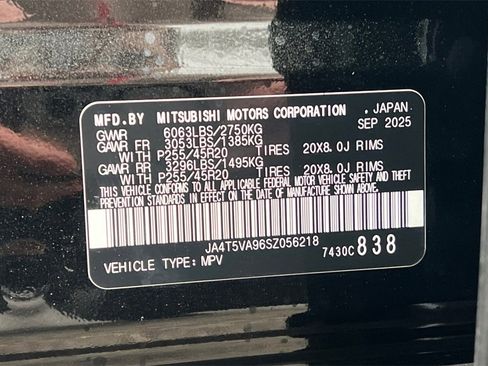 MFD.BY MITSUBISHI MOTORS CORPORATION , JAPAN
GVWR 6063LBS/2750KG SEP 2025
GAWR FR 3053LBS/1385KG
WITH P255/45R20 TIRES 20X8.0J RIMS
GAWR RR 3296LBS/1495KG
WITH P255/45R20 TIRES 20X8.0J RIMS
THIS VEHICLE CONFORMS TO ALL APPLICABLE FEDERAL MOTOR VEHICLE SAFETY AND THEFT
PREVENTION STANDARDS IN EFFECT ON THE DATE OF MANUFACTURE SHOWN ABOVE.
JA4T5VA96SZ056218 7430C 838
VEHICLE TYPE: MPV